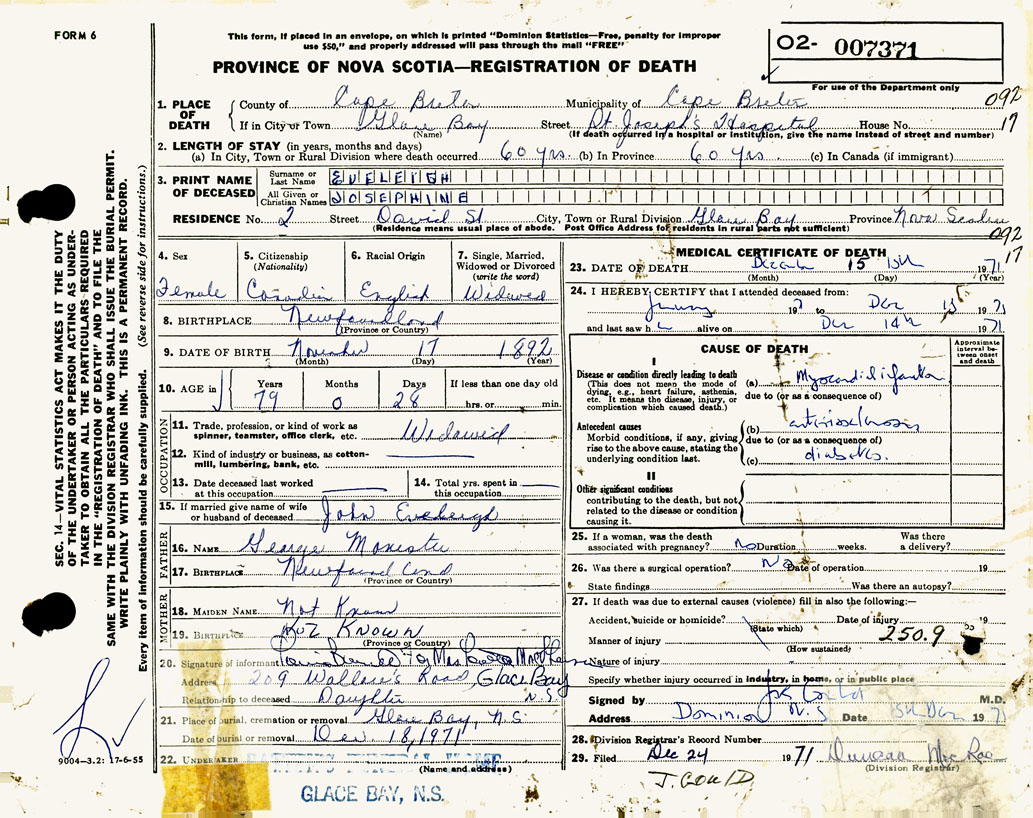 FORM 6
This form, if placed in an envelope, on which is printed "Dominion Statistics—Free, penalty for improper
use $50," and properly addressed will pass through the mail "FREE"
PROVINCE OF NOVA SCOTIA—REGISTRATION OF DEATH
02- 007371
For use of the Department only
092
17
1. PLACE OF DEATH
County of Cape Breton Municipality of Cape Breton
If in City or Town Glace Bay Street St. Joseph's Hospital House No.
(Name) (If death occurred in a hospital or institution, give the name instead of street and number)
2. LENGTH OF STAY (in years, months and days)
(a) In City, Town or Rural Division where death occurred 60 yrs. (b) In Province 60 yrs. (c) In Canada (if immigrant)
3. PRINT NAME OF DECEASED
Surname or Last Name EVELEIGH
All Given or Christian Names JOSEPHINE
RESIDENCE No. 2 Street David St City, Town or Rural Division Glace Bay Province Nova Scotia
(Residence means usual place of abode. Post Office Address for residents in rural parts not sufficient)
092
17
4. Sex Female
5. Citizenship (Nationality) Canadian
6. Racial Origin English
7. Single, Married, Widowed or Divorced (write the word) Widowed
8. BIRTHPLACE Newfoundland
(Province or Country)
9. DATE OF BIRTH November 17 1892
(Month) (Day) (Year)
10. AGE in Years 79 Months 0 Days 28 If less than one day old hrs. or min.
OCCUPATION
11. Trade, profession, or kind of work as spinner, teamster, office clerk, etc. Widowed
12. Kind of industry or business, as cotton-mill, lumbering, bank, etc.
13. Date deceased last worked at this occupation
14. Total yrs. spent in this occupation
15. If married give name of wife or husband of deceased John Eveleigh
FATHER
16. NAME George
17. BIRTHPLACE Newfoundland
(Province or Country)
MOTHER
18. MAIDEN NAME Not Known
19. BIRTHPLACE Not KNOWN
(Province or Country)
20. Signature of informant
Address 209 Wallace's Road, Glace Bay
N.S.
Relationship to deceased Daughter
21. Place of burial, cremation or removal Glace Bay, N.S.
Date of burial or removal Dec 18, 1971
22. UNDERTAKER
(Name and address)
GLACE BAY, N.S.
MEDICAL CERTIFICATE OF DEATH
23. DATE OF DEATH December 15 15th 1971
(Month) (Day) (Year)
24. I HEREBY CERTIFY that I attended deceased from:
January 19 to Dec 15 1971
and last saw her alive on Dec 14th 1971
CAUSE OF DEATH
Approximate interval between onset and death
I
Disease or condition directly leading to death
(This does not mean the mode of dying, e.g., heart failure, asthenia, etc. It means the disease, injury, or complication which caused death.)
(a) Myocardial infarction
due to (or as a consequence of)
Antecedent causes
Morbid conditions, if any, giving rise to the above cause, stating the underlying condition last.
(b) arteriosclerosis
due to (or as a consequence of)
(c) diabetes.
II
Other significant conditions
contributing to the death, but not related to the disease or condition causing it.
25. If a woman, was the death associated with pregnancy? No Duration weeks. Was there a delivery?
26. Was there a surgical operation? No Date of operation 19
State findings Was there an autopsy?
27. If death was due to external causes (violence) fill in also the following:—
Accident, suicide or homicide? Date of injury 19
(State which)
250.9
Manner of injury
(How sustained)
Nature of injury
Specify whether injury occurred in industry, in home, or in public place
Signed by M.D.
Address Dominion N.S Date 15th Dec 1971
28. Division Registrar's Record Number
29. Filed Dec 24 1971 Duncan MacRae
(Division Registrar)
J. GOULD
SEC. 14—VITAL STATISTICS ACT MAKES IT THE DUTY
OF THE UNDERTAKER OR PERSON ACTING AS UNDER-
TAKER TO OBTAIN ALL THE PARTICULARS REQUIRED
IN THE "REGISTRATION OF DEATH" AND TO FILE THE
SAME WITH THE DIVISION REGISTRAR WHO SHALL ISSUE THE BURIAL PERMIT.
WRITE PLAINLY WITH UNFADING INK. THIS IS A PERMANENT RECORD.
Every item of Information should be carefully supplied. (See reverse side for instructions.)
9004-3.2: 17-6-55